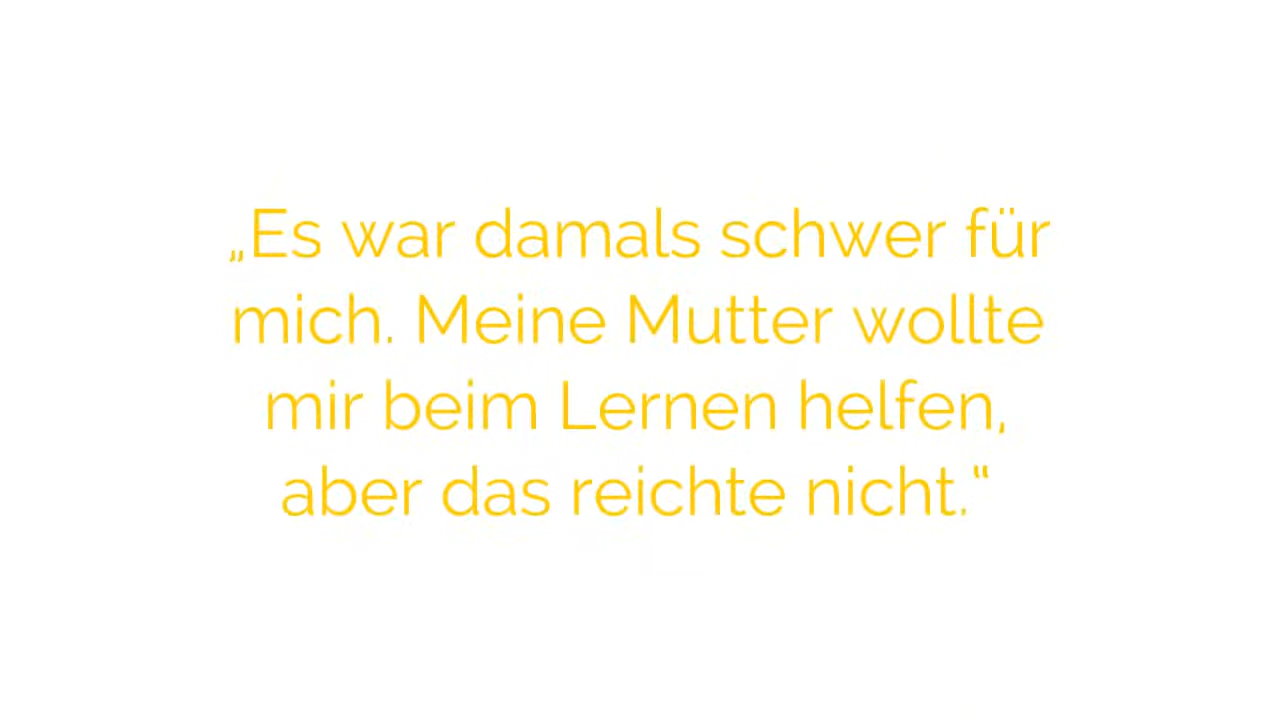 „Es war damals schwer für
mich. Meine Mutter wollte
mir beim Lernen helfen,
aber das reichte nicht.“